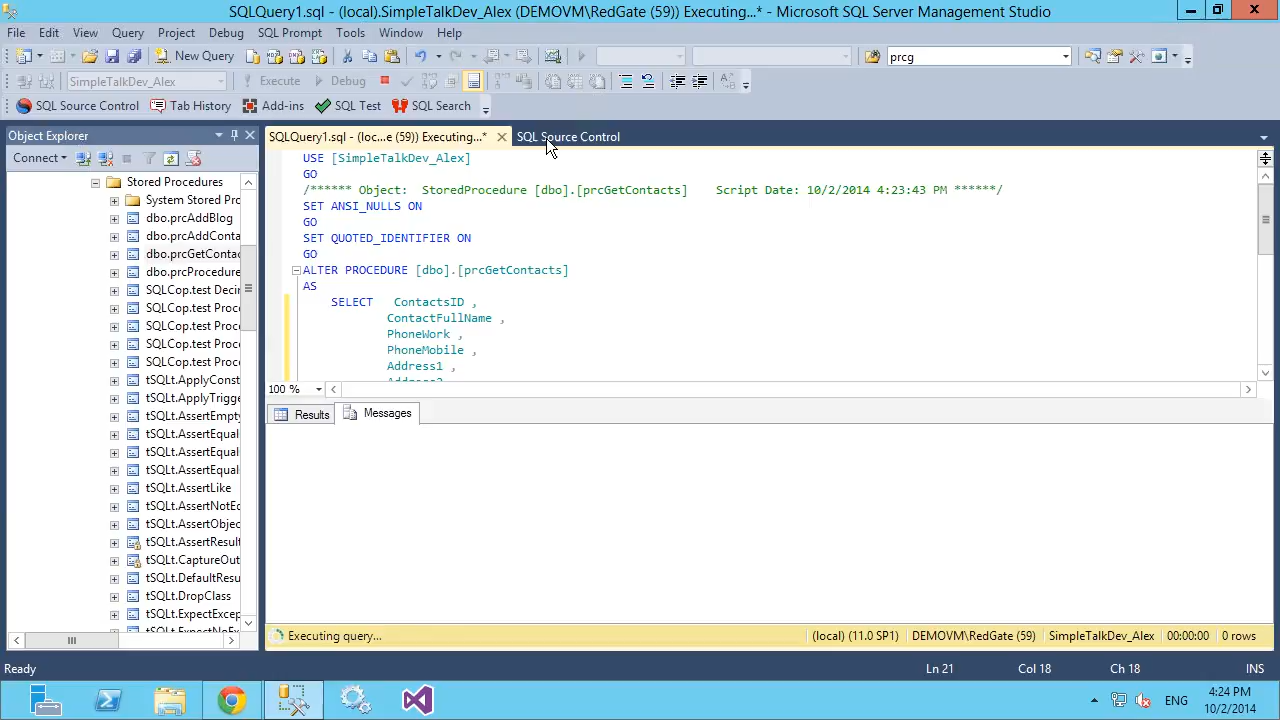 SQLQuery1.sql - (local).SimpleTalkDev_Alex (DEMOVM\RedGate (59)) Executing...* - Microsoft SQL Server Management Studio
File Edit View Query Project Debug SQL Prompt Tools Window Help
New Query prcg
SimpleTalkDev_Alex Execute Debug
SQL Source Control Tab History Add-ins SQL Test SQL Search
Object Explorer
SQLQuery1.sql - (loc...e (59)) Executing...* SQL Source Control
Connect
Stored Procedures
System Stored Pro
dbo.prcAddBlog
dbo.prcAddConta
dbo.prcGetContac
dbo.prcProcedure
SQLCop.test Deci
SQLCop.test Proc
SQLCop.test Proc
SQLCop.test Proc
SQLCop.test Proc
tSQLt.ApplyConst
tSQLt.ApplyTrigge
tSQLt.AssertEmpty
tSQLt.AssertEqual
tSQLt.AssertEqual
tSQLt.AssertEqual
tSQLt.AssertLike
tSQLt.AssertNotEc
tSQLt.AssertObjec
tSQLt.AssertResult
tSQLt.CaptureOut
tSQLt.DefaultResu
tSQLt.DropClass
tSQLt.ExpectExcep
USE [SimpleTalkDev_Alex]
GO
/****** Object:  StoredProcedure [dbo].[prcGetContacts]    Script Date: 10/2/2014 4:23:43 PM ******/
SET ANSI_NULLS ON
GO
SET QUOTED_IDENTIFIER ON
GO
ALTER PROCEDURE [dbo].[prcGetContacts]
AS
SELECT   ContactsID ,
ContactFullName ,
PhoneWork ,
PhoneMobile ,
Address1 ,
100 %
Results Messages
Executing query... (local) (11.0 SP1) DEMOVM\RedGate (59) SimpleTalkDev_Alex 00:00:00 0 rows
Ready Ln 21 Col 18 Ch 18 INS
ENG 4:24 PM
10/2/2014